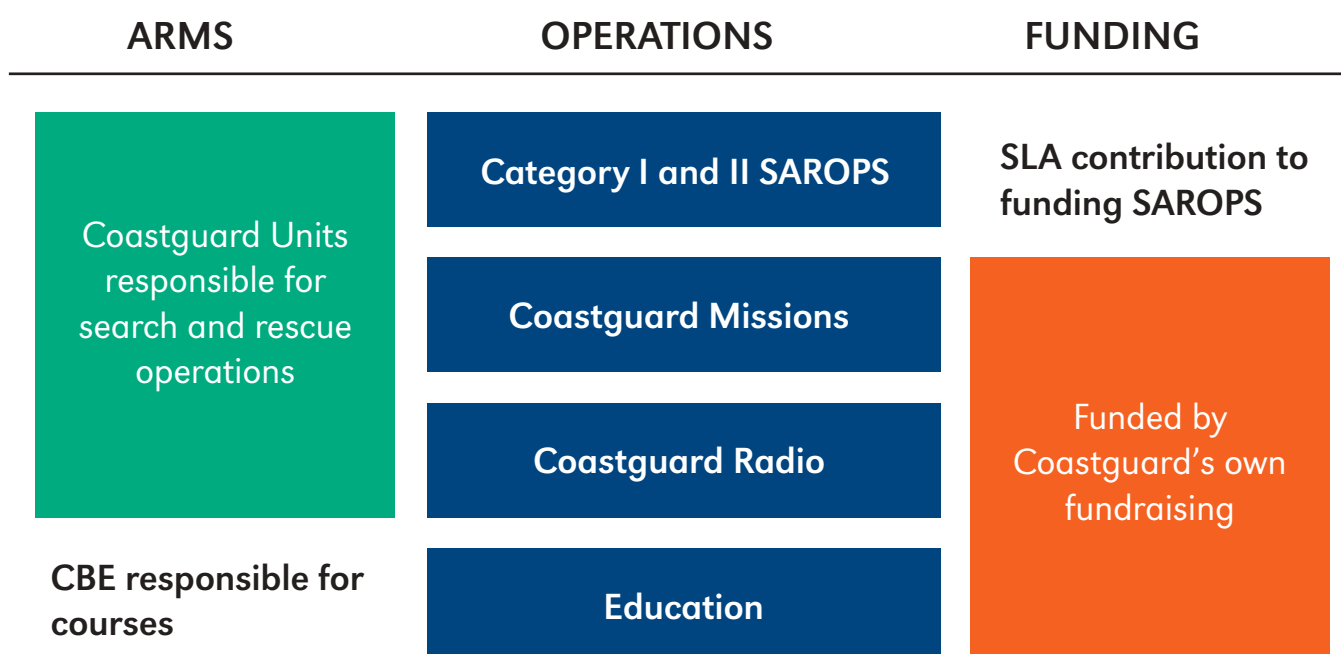 ARMS
OPERATIONS
FUNDING
Coastguard Units
responsible for
search and rescue
operations
CBE responsible for
courses
Category I and II SAROPS
Coastguard Missions
Coastguard Radio
Education
SLA contribution to
funding SAROPS
Funded by
Coastguard’s own
fundraising